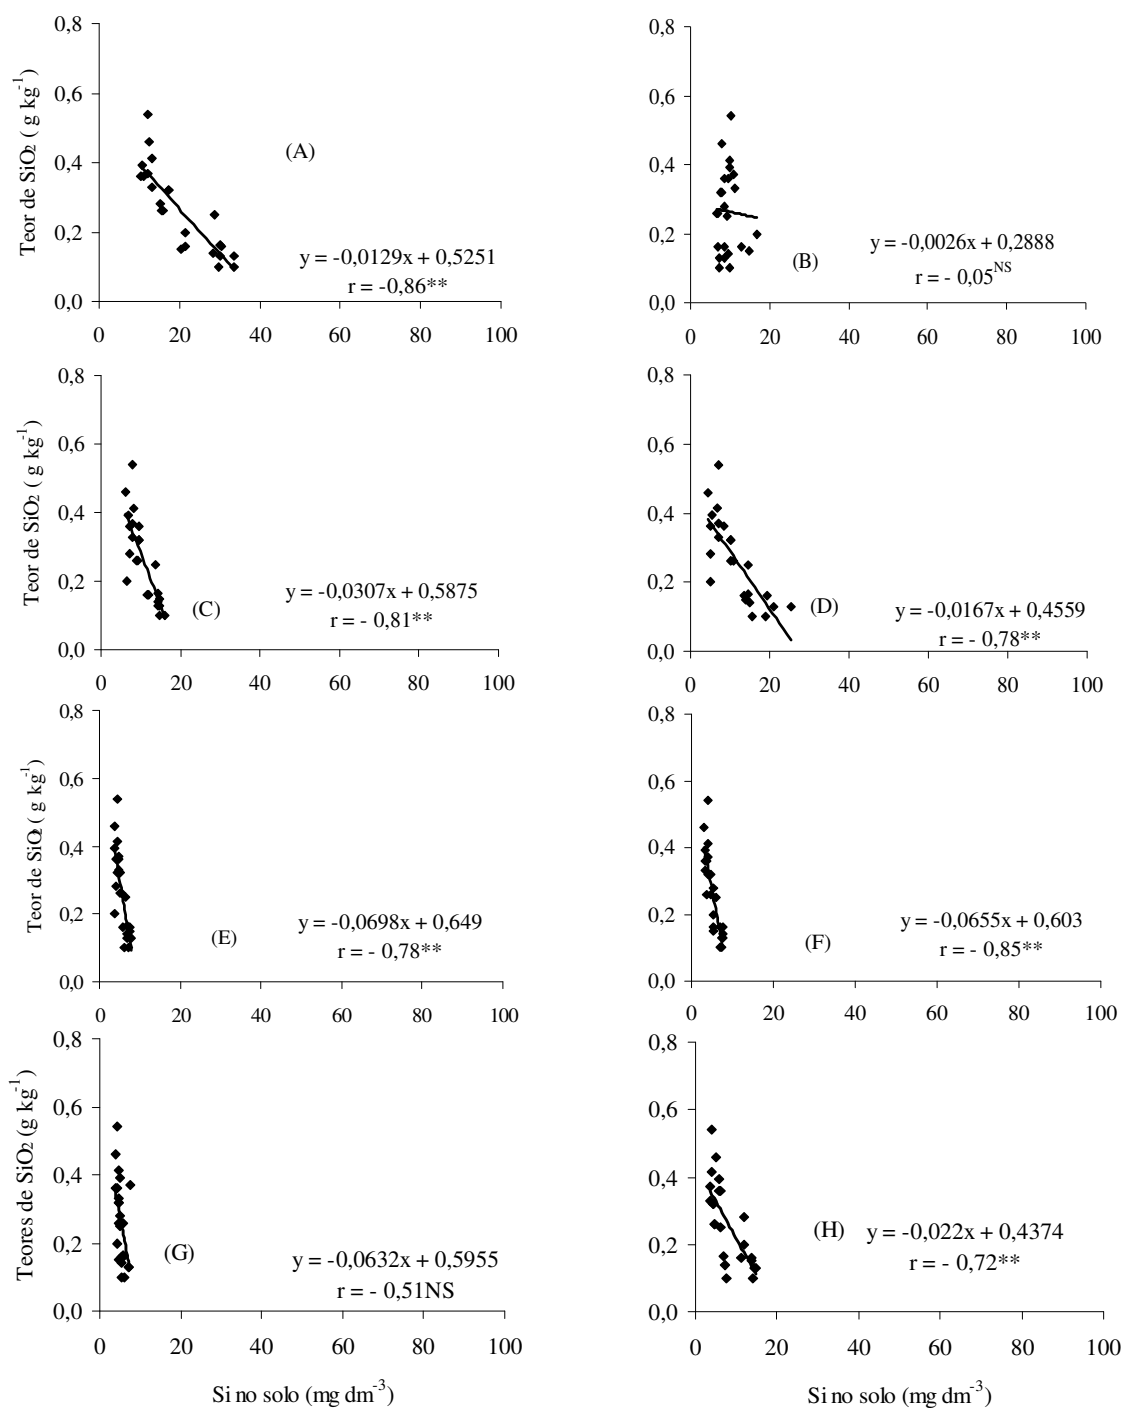 0,8
0,6
0,4
0,2
0,0
Teor de SiO2 ( g kg-1)
(A)
y = -0,0129x + 0,5251
r = -0,86**
0 20 40 60 80 100
0,8
0,6
0,4
0,2
0,0
(B)
y = -0,0026x + 0,2888
r = - 0,05NS
0 20 40 60 80 100
0,8
0,6
0,4
0,2
0,0
Teor de SiO2 ( g kg-1)
(C)
y = -0,0307x + 0,5875
r = - 0,81**
0 20 40 60 80 100
0,8
0,6
0,4
0,2
0,0
(D)
y = -0,0167x + 0,4559
r = - 0,78**
0 20 40 60 80 100
0,8
0,6
0,4
0,2
0,0
Teor de SiO2 ( g kg-1)
(E)
y = -0,0698x + 0,649
r = - 0,78**
0 20 40 60 80 100
0,8
0,6
0,4
0,2
0,0
(F)
y = -0,0655x + 0,603
r = - 0,85**
0 20 40 60 80 100
0,8
0,6
0,4
0,2
0,0
Teores de SiO2 (g kg-1)
(G)
y = -0,0632x + 0,5955
r = - 0,51NS
0 20 40 60 80 100
Si no solo (mg dm-3)
0,8
0,6
0,4
0,2
0,0
(H)
y = -0,022x + 0,4374
r = - 0,72**
0 20 40 60 80 100
Si no solo (mg dm-3)